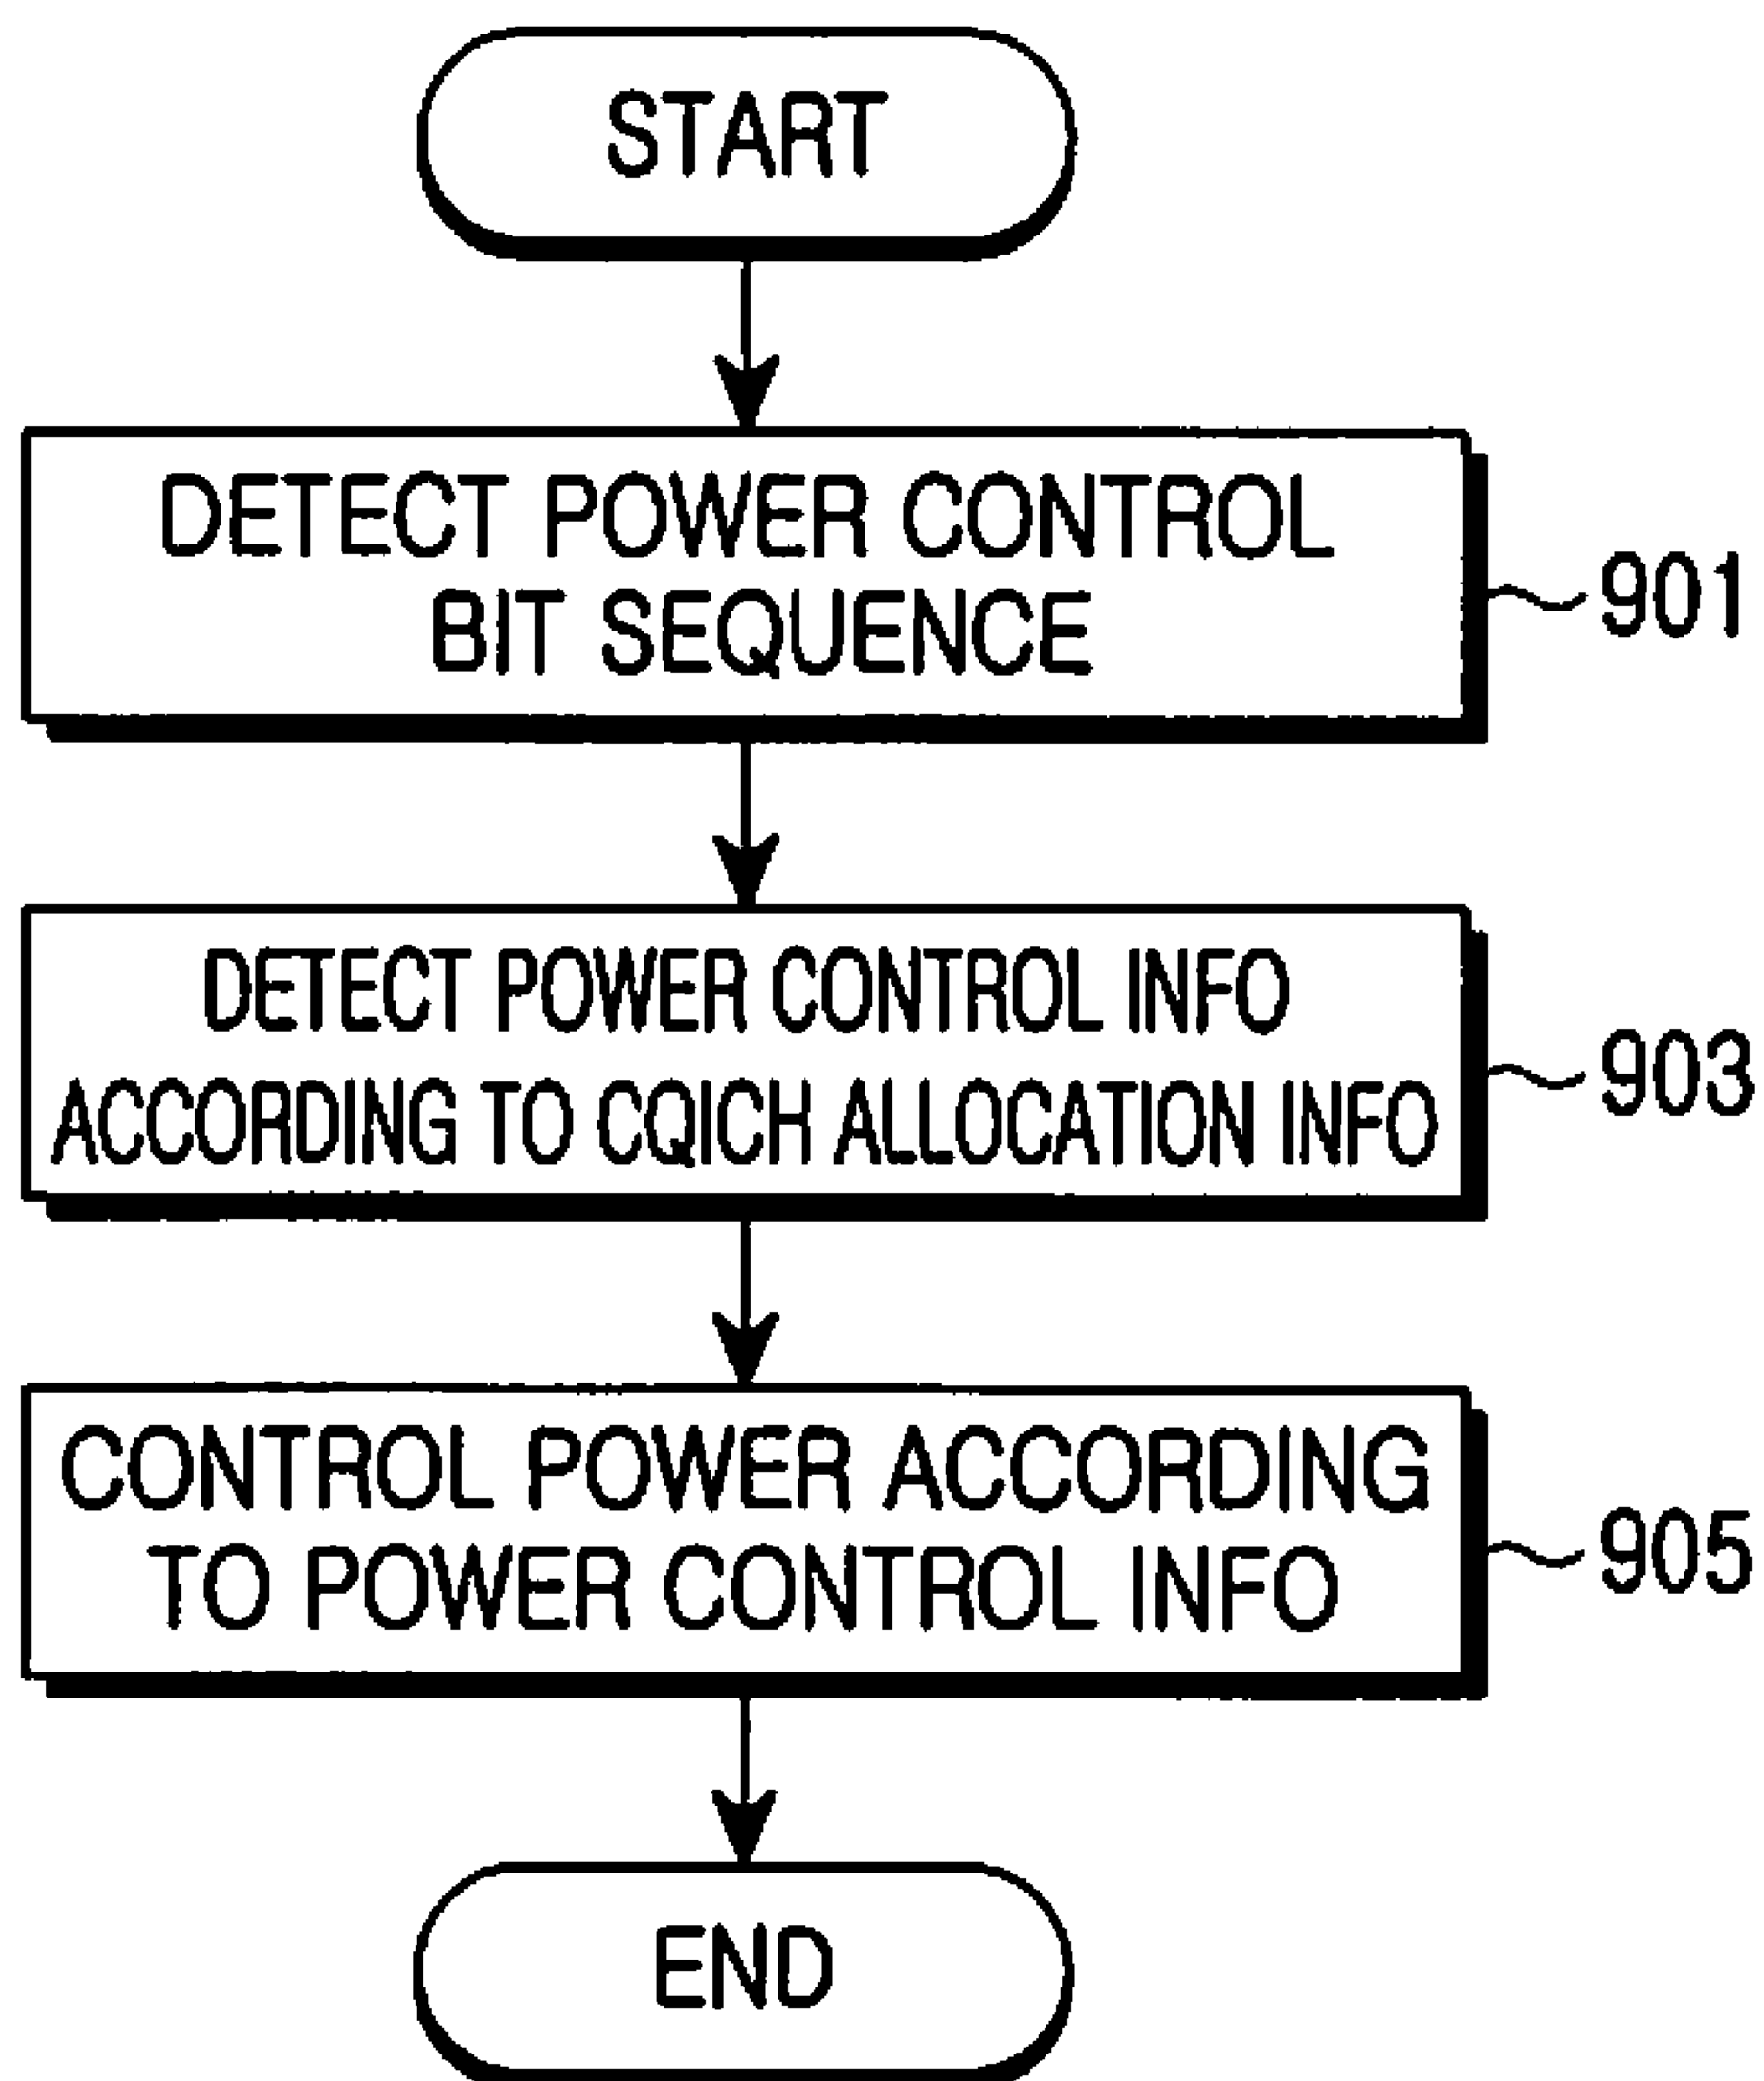 START
DETECT POWER CONTROL
BIT SEQUENCE
901
DETECT POWER CONTROL INFO
ACCORDING TO CQICH ALLOCATION INFO
903
CONTROL POWER ACCORDING
TO POWER CONTROL INFO
905
END